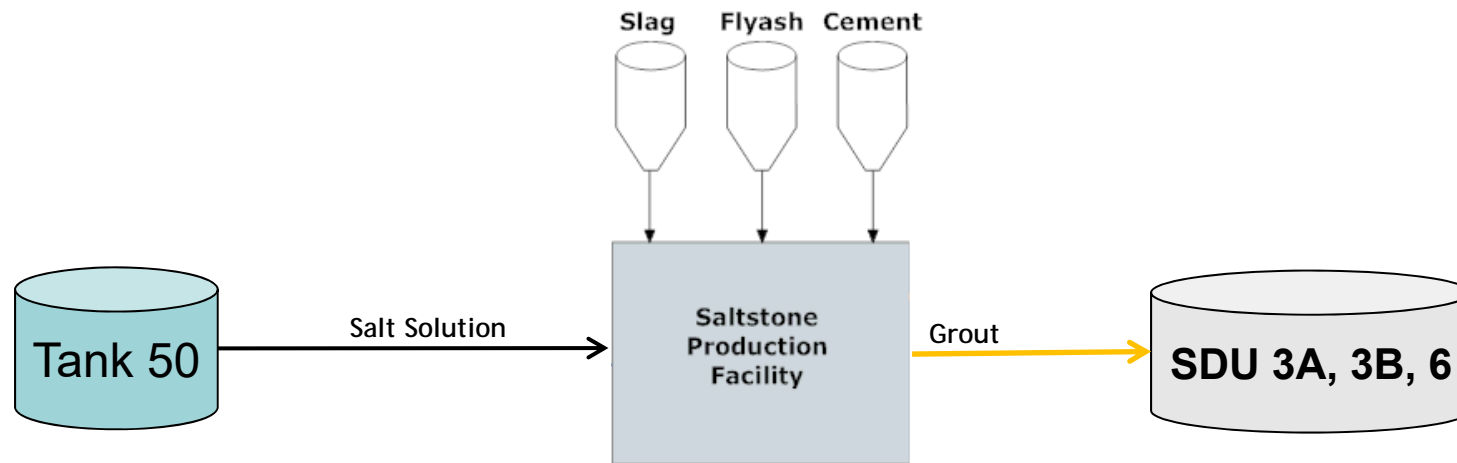 Slag Flyash Cement
Tank 50
Salt Solution
Saltstone
Production
Facility
Grout
SDU 3A, 3B, 6